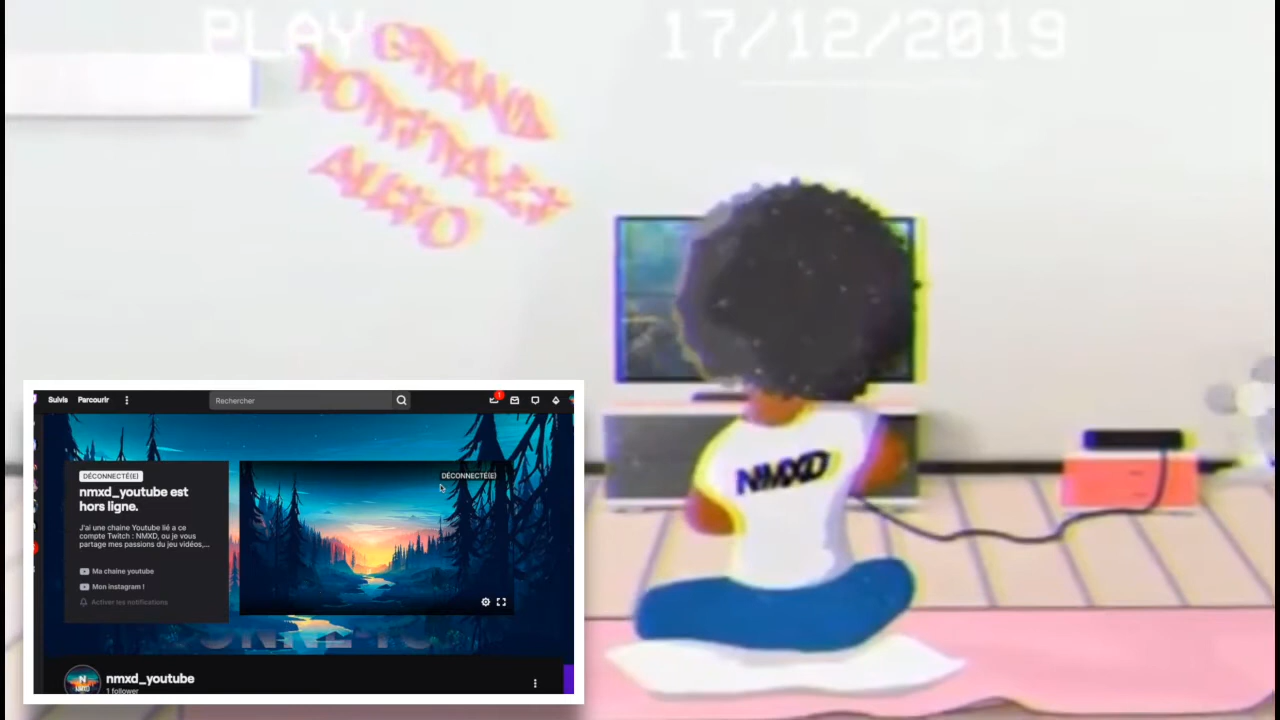 PLAY
17/12/2019
NMXD
Suivis Parcourir
Rechercher
1
DÉCONNECTÉ(E)
nmxd_youtube est
hors ligne.
J'ai une chaine Youtube lié a ce
compte Twitch : NMXD, ou je vous
partage mes passions du jeu vidéos,...
Ma chaine youtube
Mon instagram !
Activer les notifications
DÉCONNECTÉ(E)
nmxd_youtube
1 follower